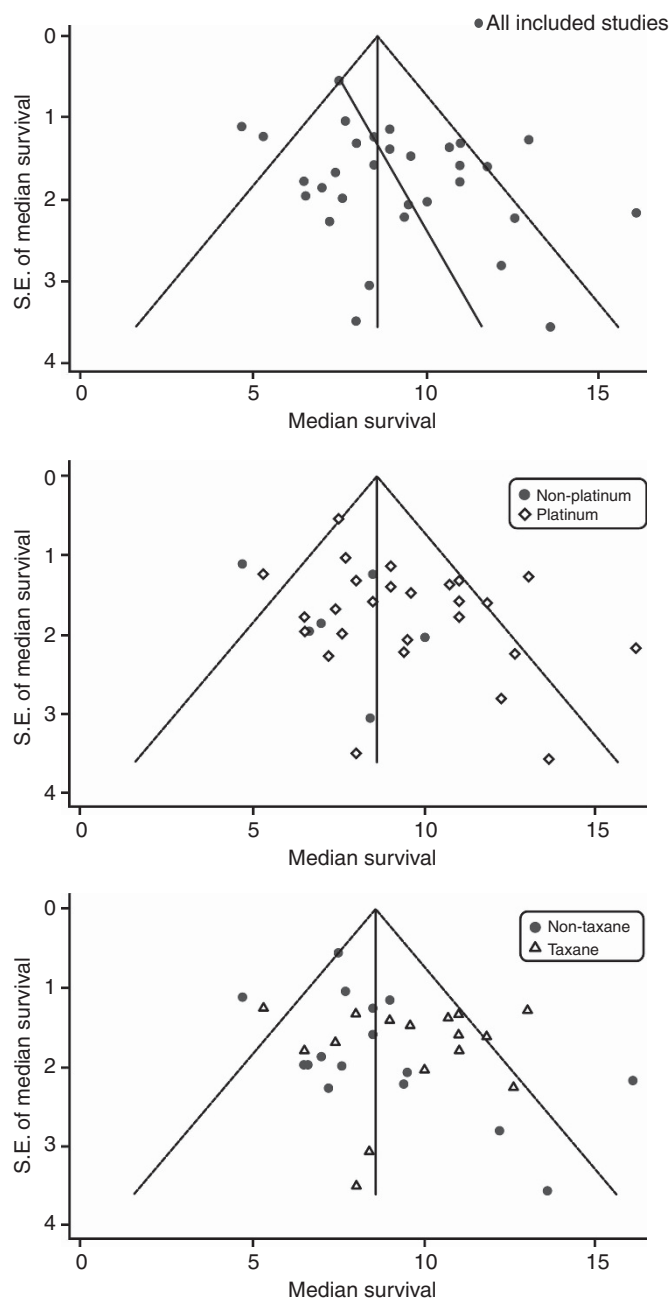 All included studies
0
1
2
3
4
S.E. of median survival
0 5 10 15
Median survival
Non-platinum
Platinum
0
1
2
3
4
S.E. of median survival
0 5 10 15
Median survival
Non-taxane
Taxane
0
1
2
3
4
S.E. of median survival
0 5 10 15
Median survival